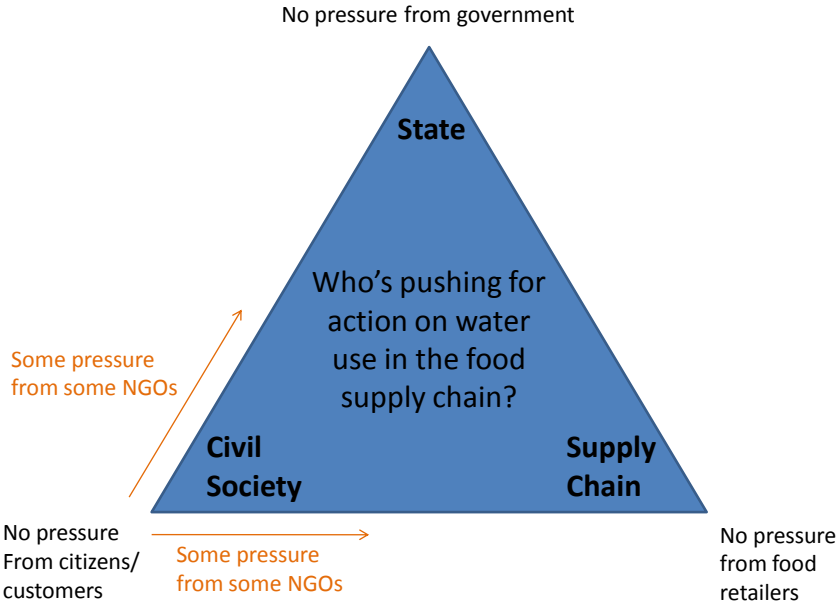 No pressure from government
State
Who's pushing for
action on water
use in the food
supply chain?
Some pressure
from some NGOs
Civil
Society
Supply
Chain
No pressure
From citizens/
customers
Some pressure
from some NGOs
No pressure
from food
retailers